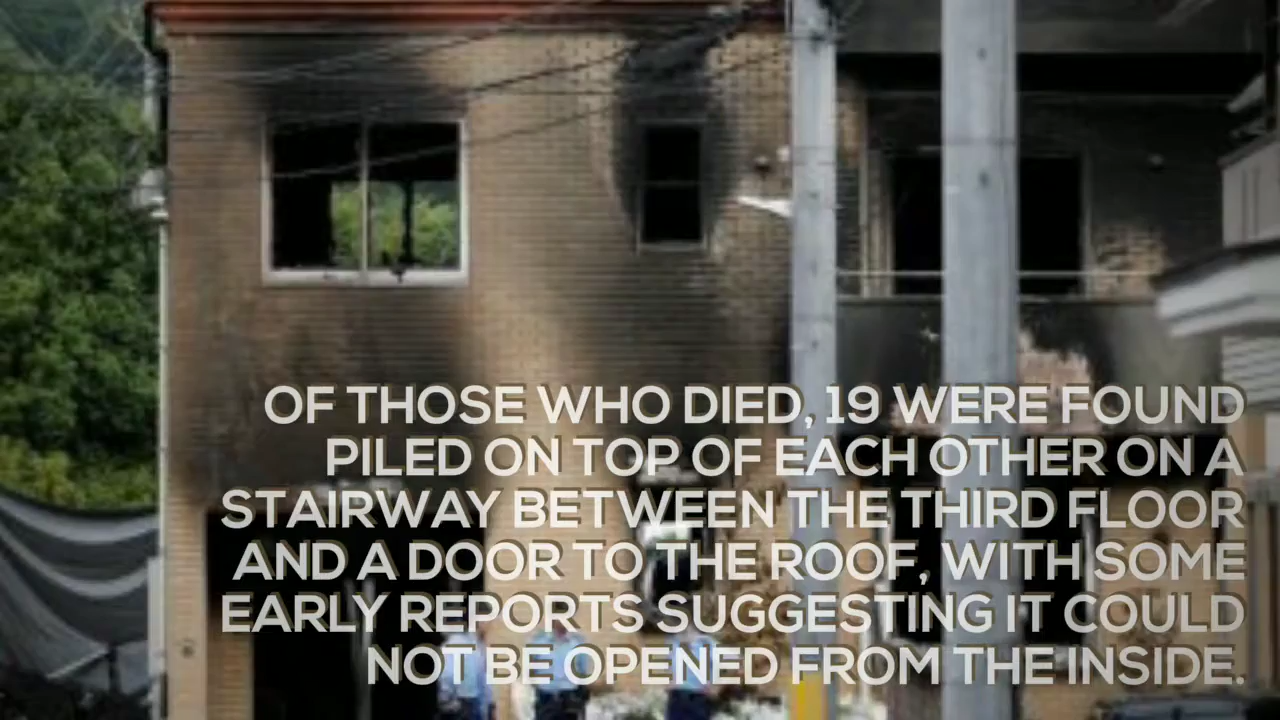 OF THOSE WHO DIED, 19 WERE FOUND
PILED ON TOP OF EACH OTHER ON A
STAIRWAY BETWEEN THE THIRD FLOOR
AND A DOOR TO THE ROOF, WITH SOME
EARLY REPORTS SUGGESTING IT COULD
NOT BE OPENED FROM THE INSIDE.